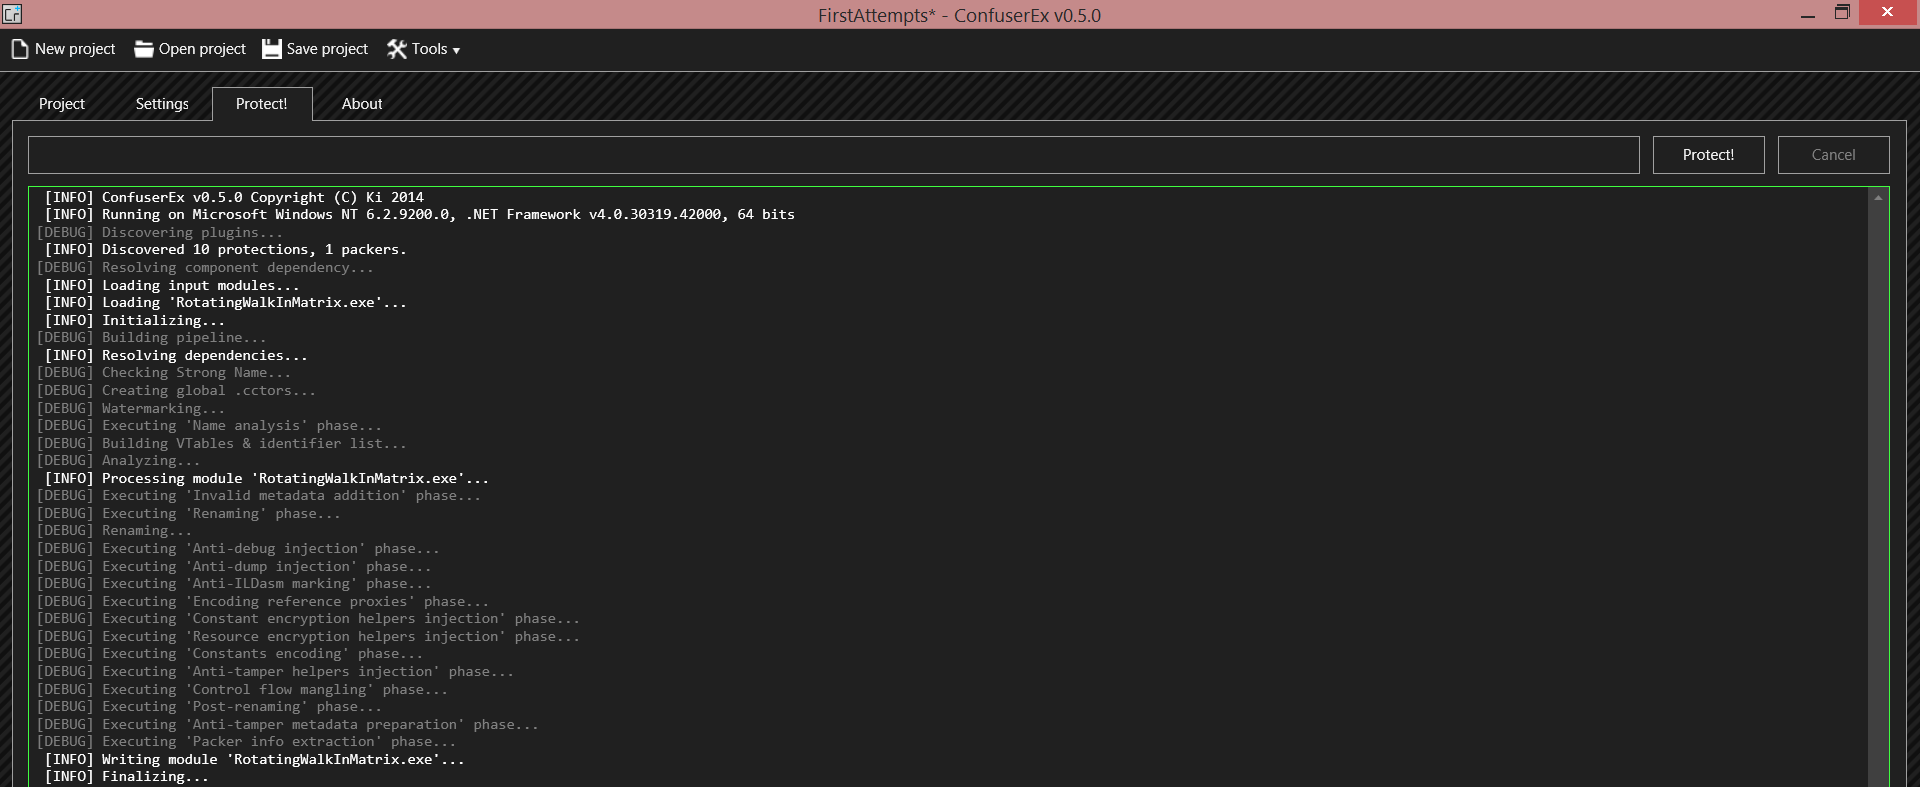 Cr
FirstAttempts* - ConfuserEx v0.5.0
New project Open project Save project Tools
Project Settings Protect! About
Protect! Cancel
[INFO] ConfuserEx v0.5.0 Copyright (C) Ki 2014
[INFO] Running on Microsoft Windows NT 6.2.9200.0, .NET Framework v4.0.30319.42000, 64 bits
[DEBUG] Discovering plugins...
[INFO] Discovered 10 protections, 1 packers.
[DEBUG] Resolving component dependency...
[INFO] Loading input modules...
[INFO] Loading 'RotatingWalkInMatrix.exe'...
[INFO] Initializing...
[DEBUG] Building pipeline...
[INFO] Resolving dependencies...
[DEBUG] Checking Strong Name...
[DEBUG] Creating global .cctors...
[DEBUG] Watermarking...
[DEBUG] Executing 'Name analysis' phase...
[DEBUG] Building VTables & identifier list...
[DEBUG] Analyzing...
[INFO] Processing module 'RotatingWalkInMatrix.exe'...
[DEBUG] Executing 'Invalid metadata addition' phase...
[DEBUG] Executing 'Renaming' phase...
[DEBUG] Renaming...
[DEBUG] Executing 'Anti-debug injection' phase...
[DEBUG] Executing 'Anti-dump injection' phase...
[DEBUG] Executing 'Anti-ILDasm marking' phase...
[DEBUG] Executing 'Encoding reference proxies' phase...
[DEBUG] Executing 'Constant encryption helpers injection' phase...
[DEBUG] Executing 'Resource encryption helpers injection' phase...
[DEBUG] Executing 'Constants encoding' phase...
[DEBUG] Executing 'Anti-tamper helpers injection' phase...
[DEBUG] Executing 'Control flow mangling' phase...
[DEBUG] Executing 'Post-renaming' phase...
[DEBUG] Executing 'Anti-tamper metadata preparation' phase...
[DEBUG] Executing 'Packer info extraction' phase...
[INFO] Writing module 'RotatingWalkInMatrix.exe'...
[INFO] Finalizing...